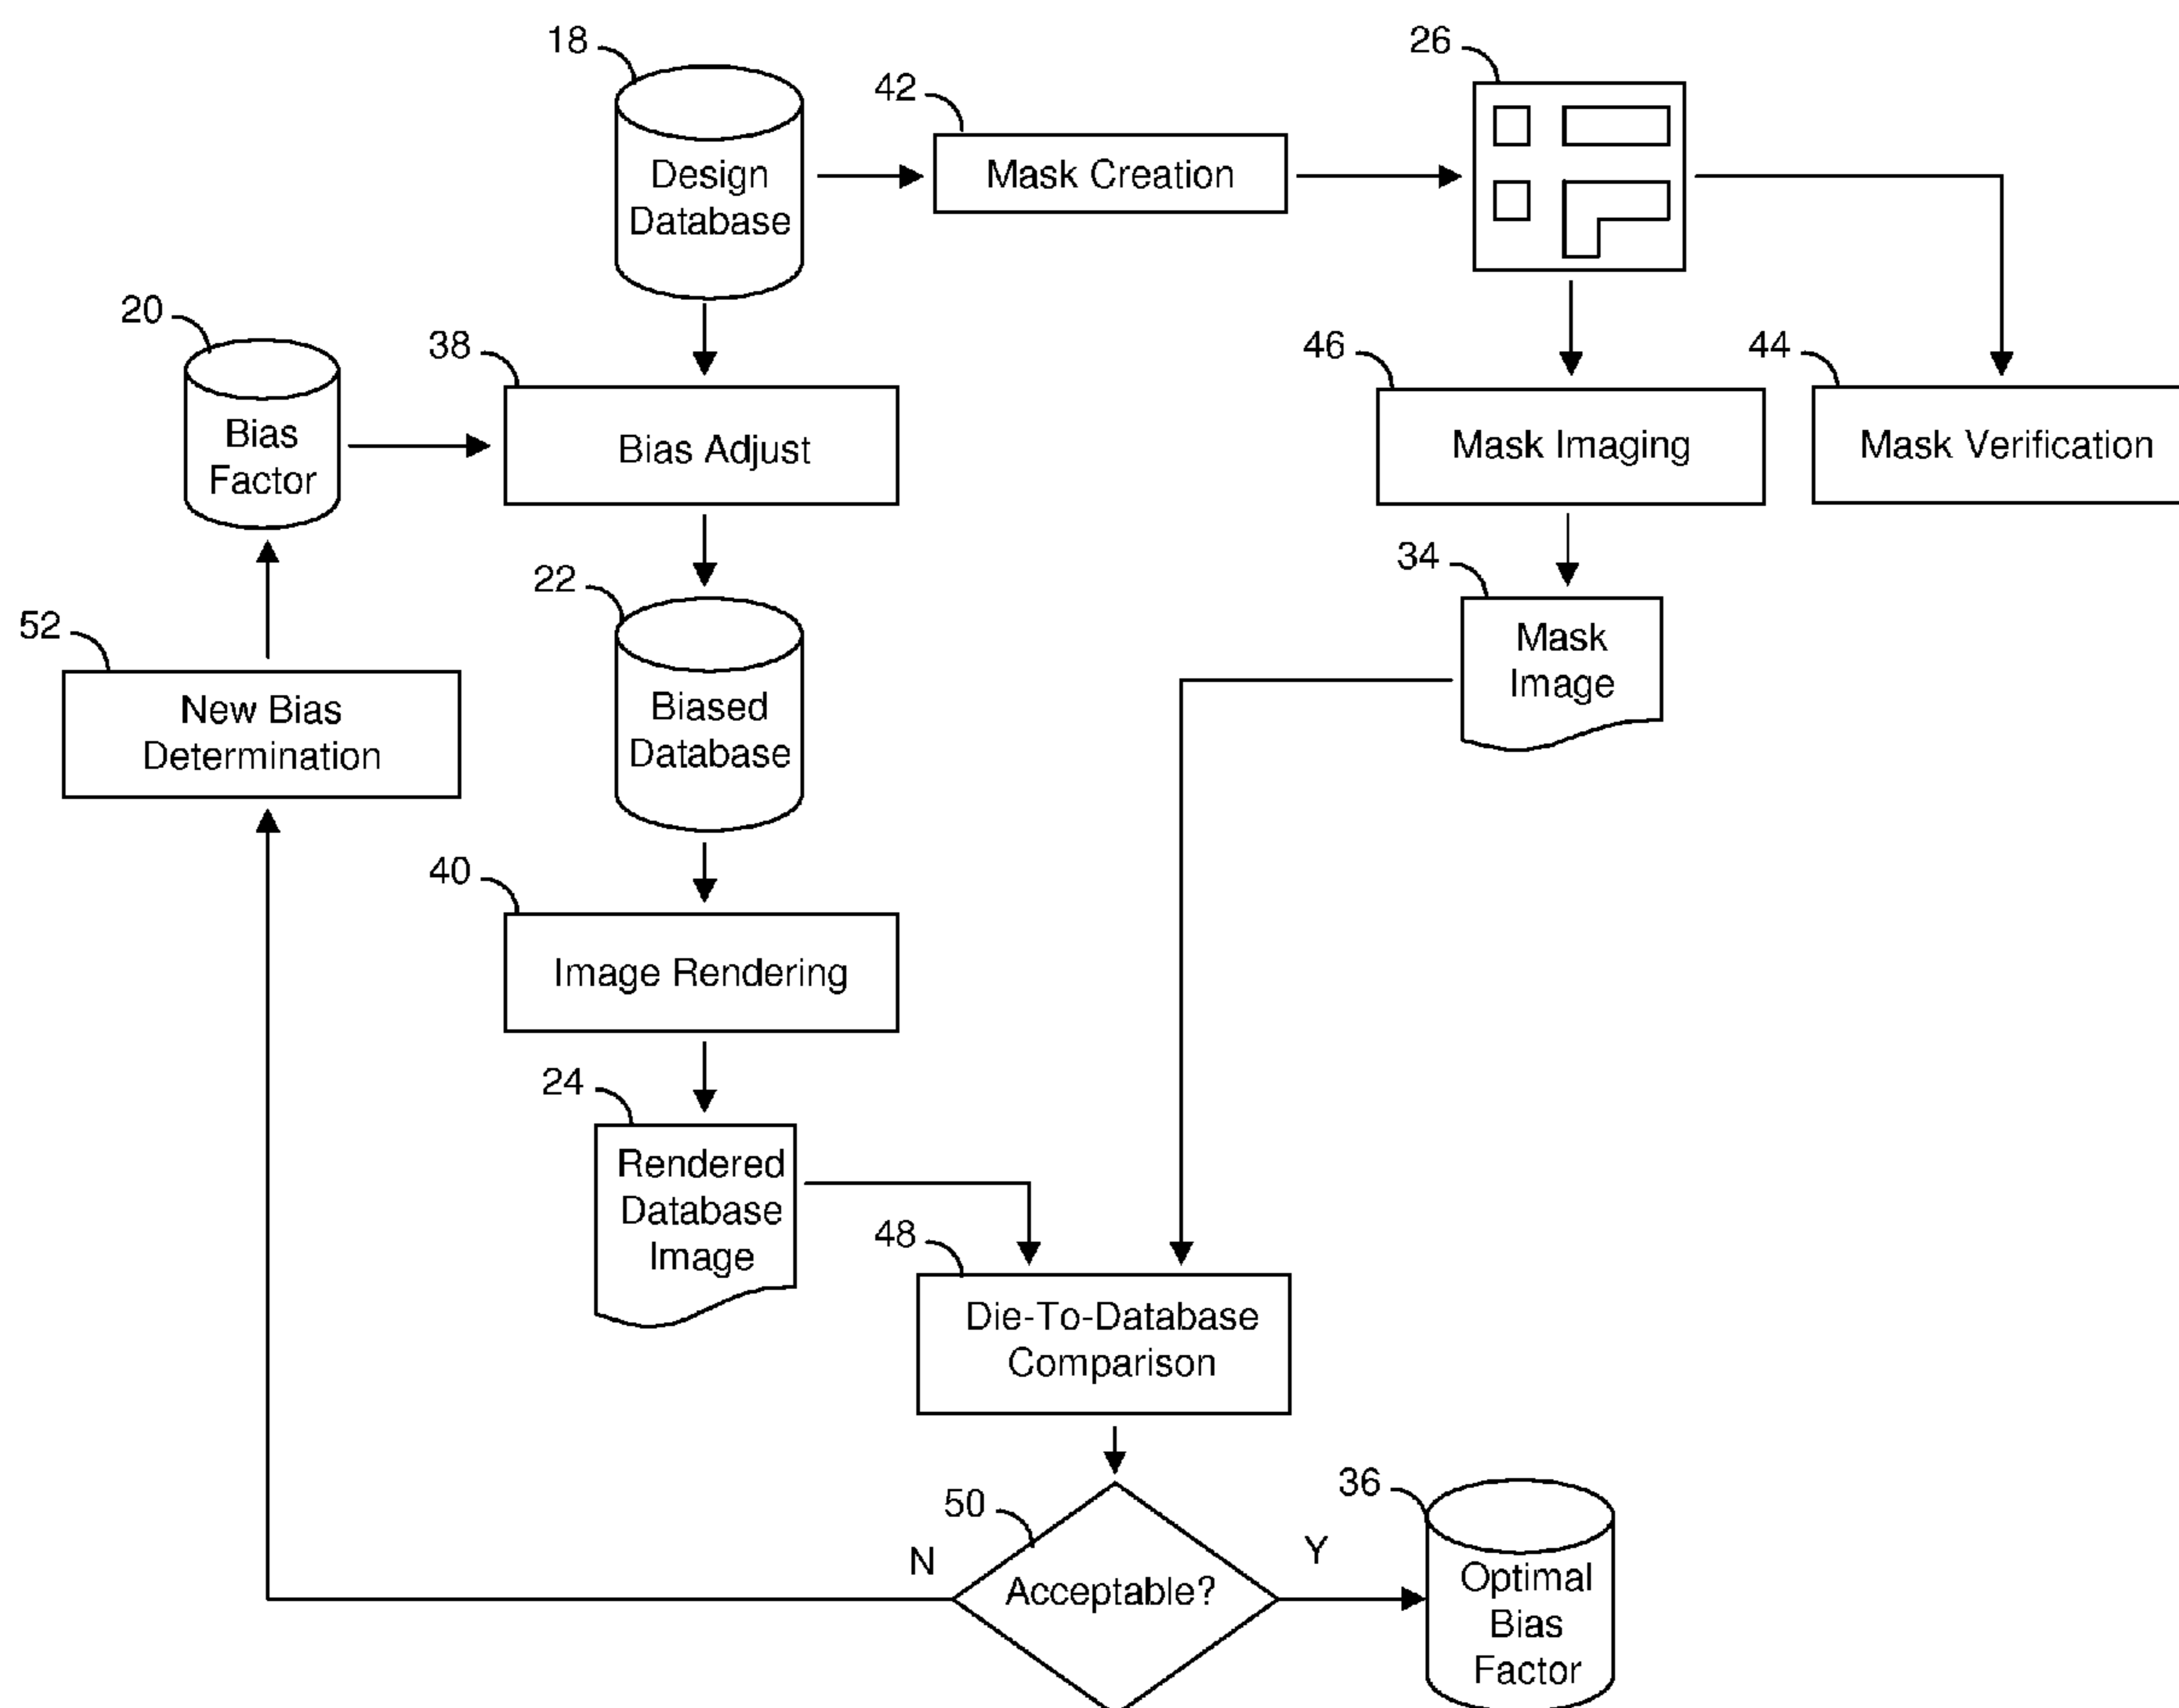 18
26
42
Design
Database
Mask Creation
20
38
46
44
Bias
Factor
Bias Adjust
Mask Imaging
Mask Verification
22
34
52
Mask
Image
New Bias
Determination
Biased
Database
40
Image Rendering
24
Rendered
Database
Image
48
Die-To-Database
Comparison
50
36
N
Y
Acceptable?
Optimal
Bias
Factor